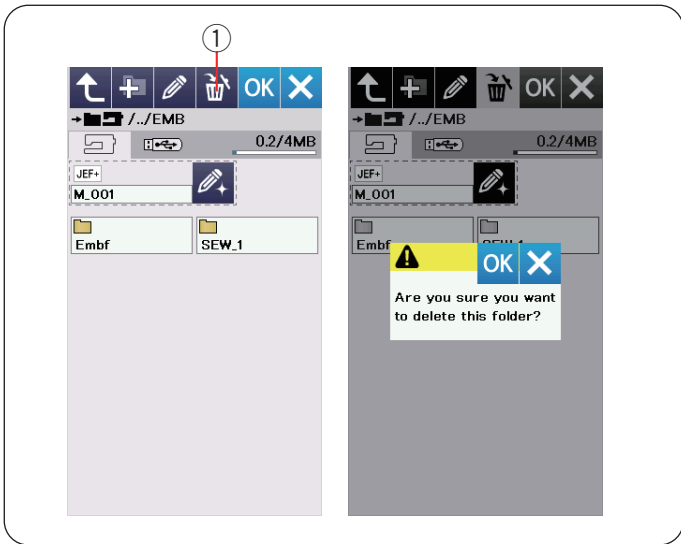 1
OK
/../EMB
0.2/4MB
JEF+
M_001
Embf
SEW_1
OK
/../EMB
0.2/4MB
JEF+
M_001
Embf
SEW_1
OK
Are you sure you want
to delete this folder?